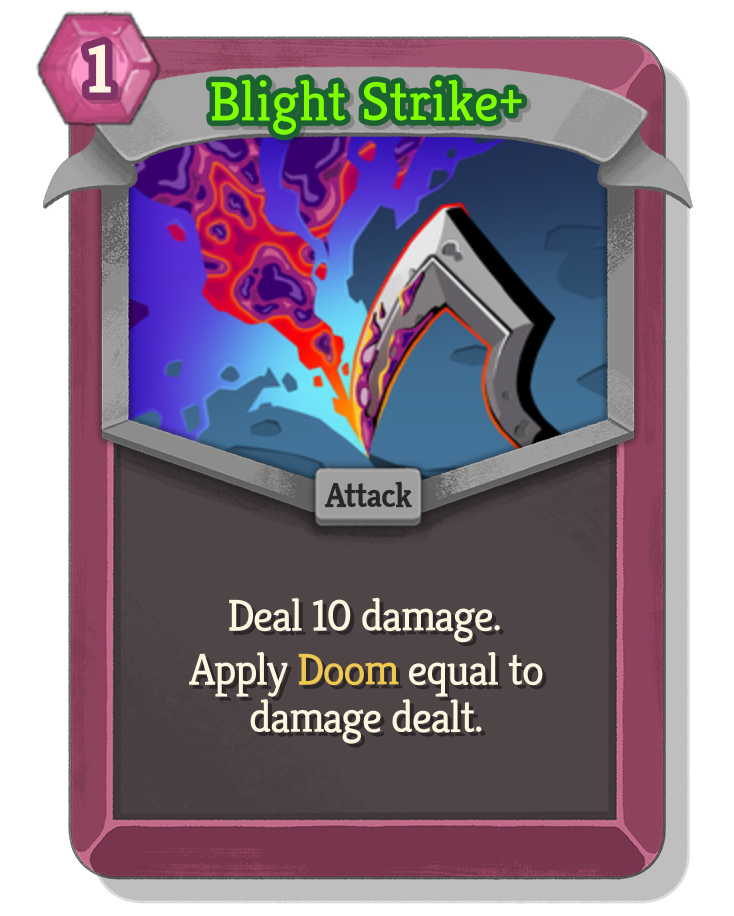 1
Blight Strike+
Attack
Deal 10 damage.
Apply Doom equal to
damage dealt.